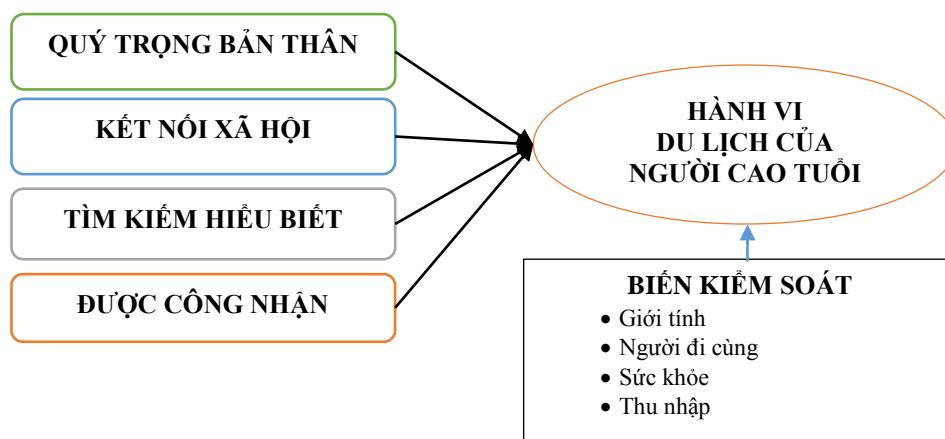 QUÝ TRỌNG BẢN THÂN
KẾT NỐI XÃ HỘI
TÌM KIẾM HIỂU BIẾT
ĐƯỢC CÔNG NHẬN
HÀNH VI
DU LỊCH CỦA
NGƯỜI CAO TUỔI
BIẾN KIỂM SOÁT
• Giới tính
• Người đi cùng
• Sức khỏe
• Thu nhập